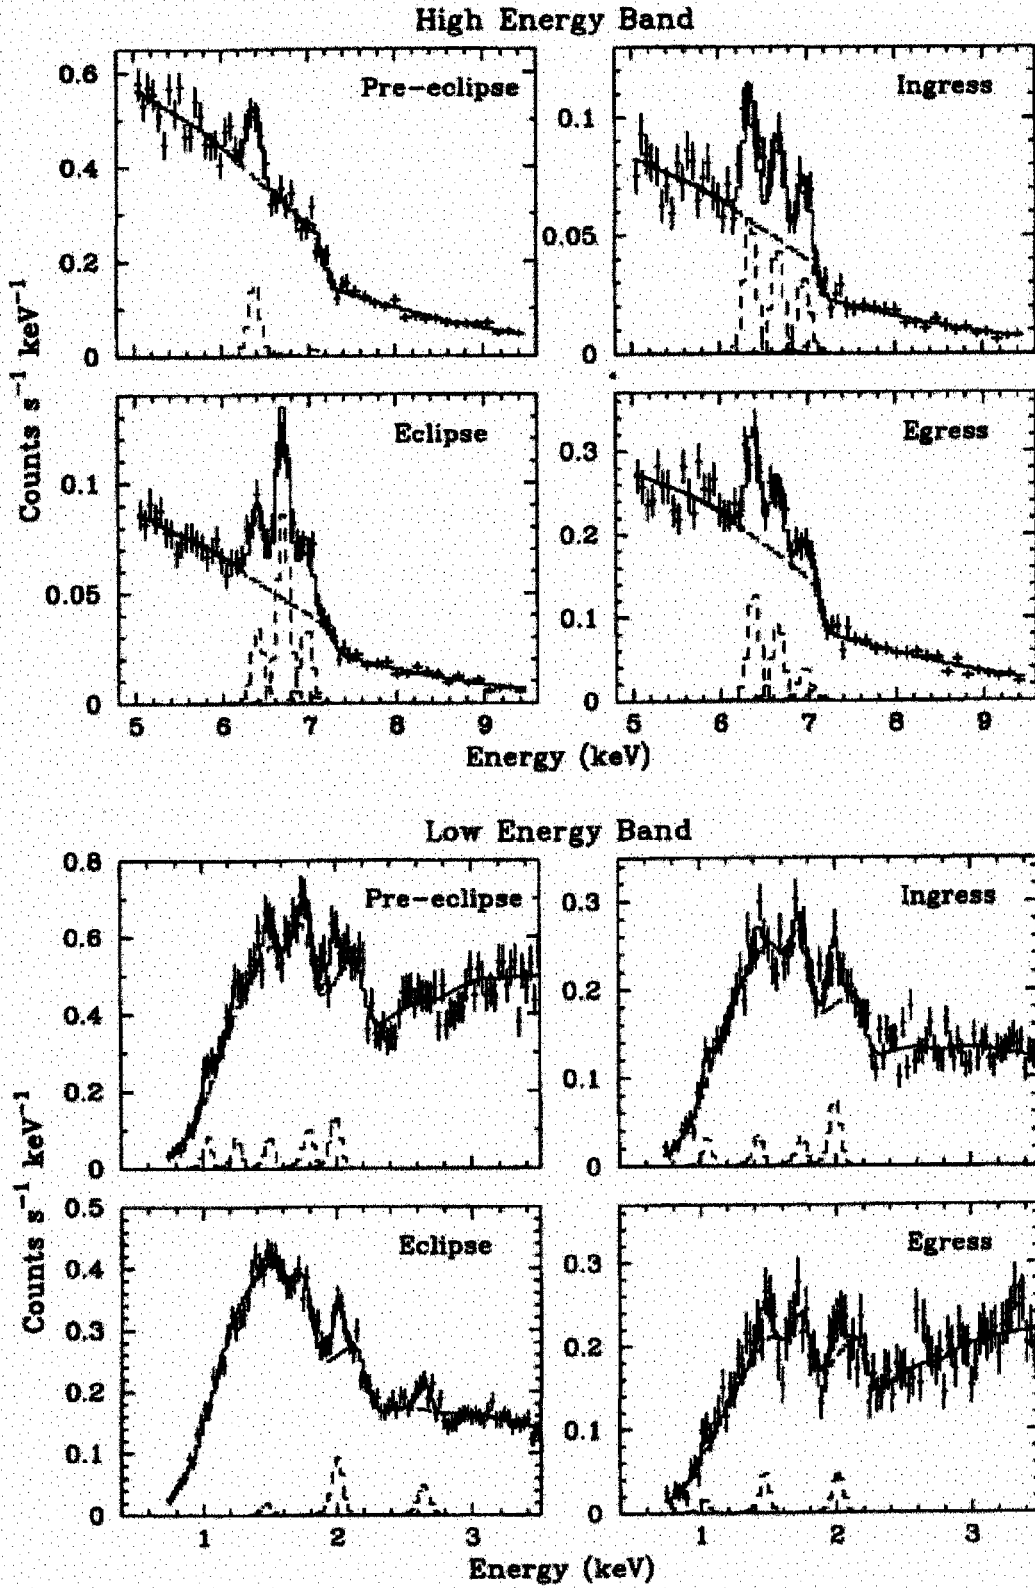 High Energy Band
Pre-eclipse
Ingress
0.6
0.4
0.2
0
0.1
0.05
0
Counts s⁻¹ keV⁻¹
Eclipse
Egress
0.1
0.05
0
0.3
0.2
0.1
0
5 6 7 8 9
5 6 7 8 9
Energy (keV)
Low Energy Band
Pre-eclipse
Ingress
0.8
0.6
0.4
0.2
0
0.3
0.2
0.1
0
Counts s⁻¹ keV⁻¹
Eclipse
Egress
0.5
0.4
0.3
0.2
0.1
0
0.3
0.2
0.1
0
1 2 3
1 2 3
Energy (keV)